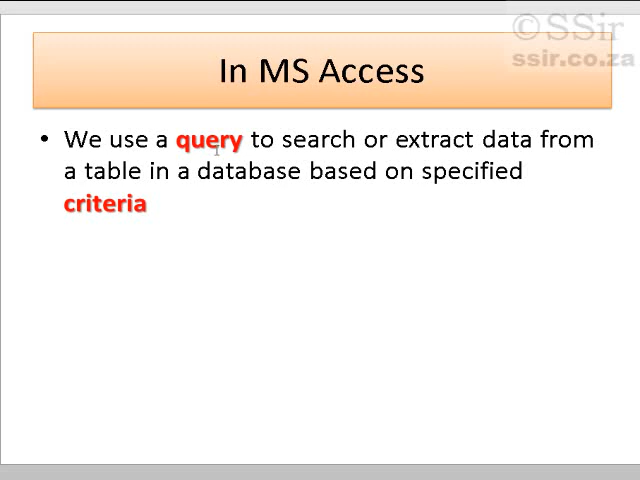 ©SSir
ssir.co.za
In MS Access
• We use a query to search or extract data from
a table in a database based on specified
criteria